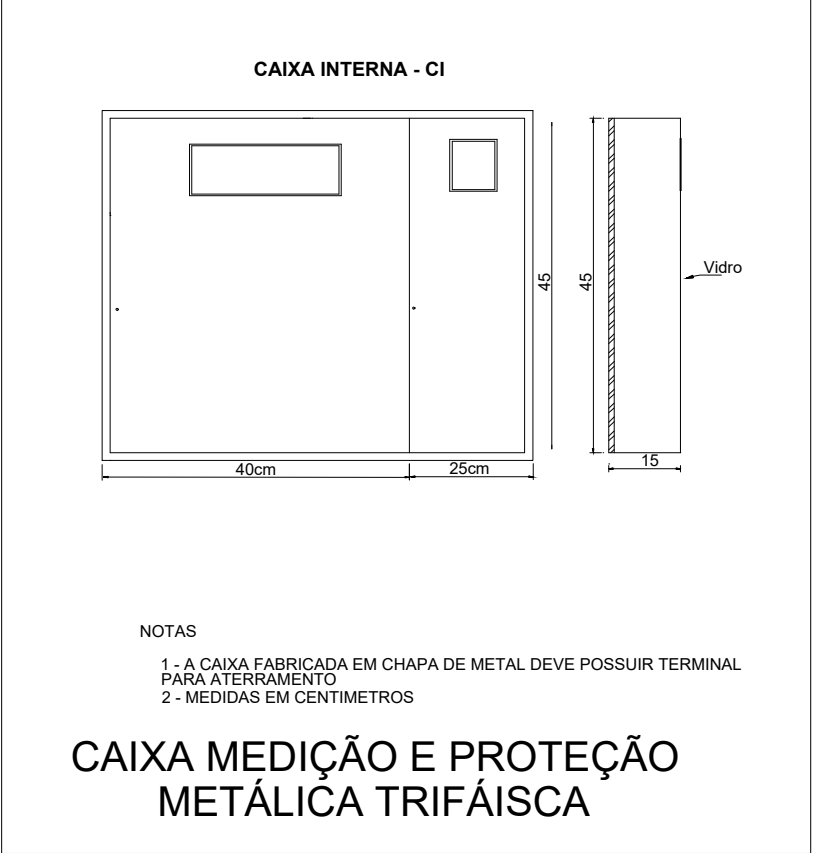 CAIXA INTERNA - CI
45
45
Vidro
40cm
25cm
15
NOTAS
1 - A CAIXA FABRICADA EM CHAPA DE METAL DEVE POSSUIR TERMINAL
PARA ATERRAMENTO
2 - MEDIDAS EM CENTIMETROS
CAIXA MEDIÇÃO E PROTEÇÃO
METÁLICA TRIFÁISCA